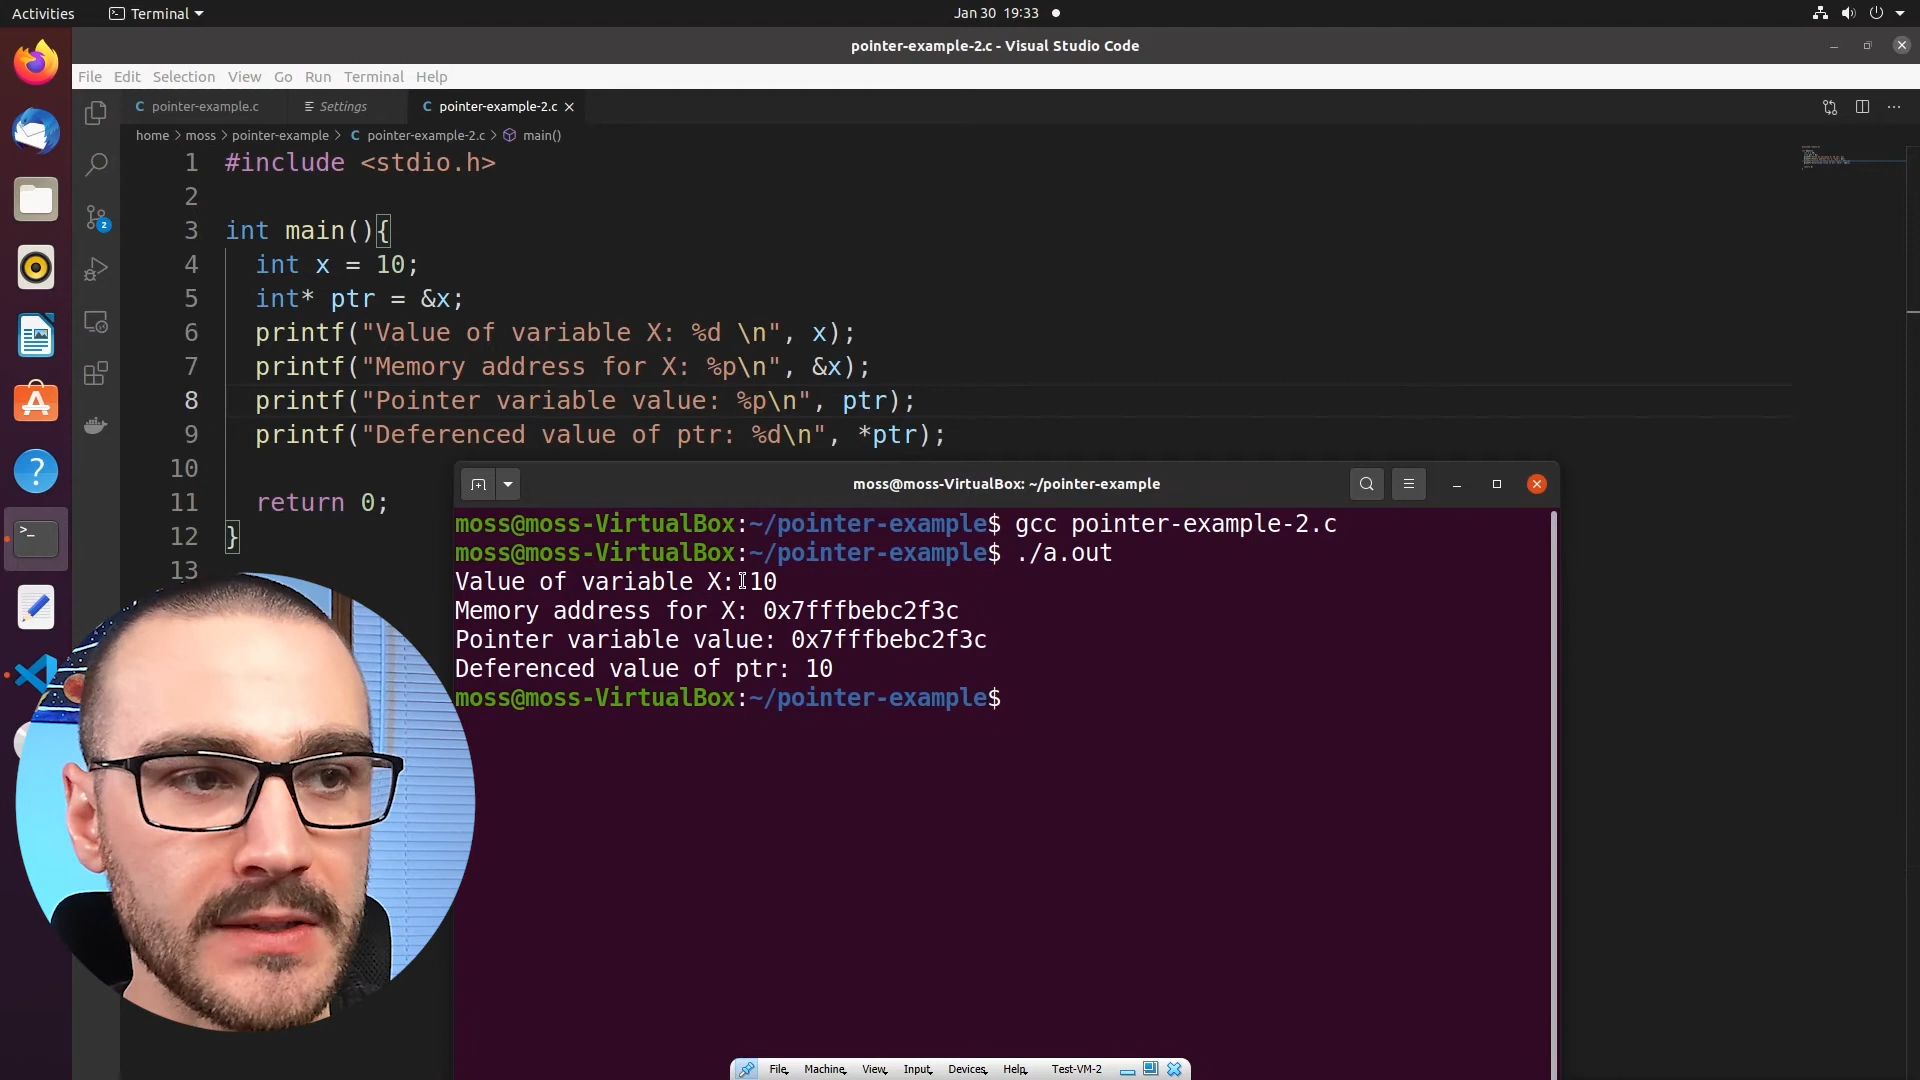 Activities
Terminal
Jan 30 19:33
pointer-example-2.c - Visual Studio Code
File Edit Selection View Go Run Terminal Help
C pointer-example.c Settings C pointer-example-2.c
home > moss > pointer-example > C pointer-example-2.c > main()
1 #include <stdio.h>
2
3 int main(){
4 int x = 10;
5 int* ptr = &x;
6 printf("Value of variable X: %d \n", x);
7 printf("Memory address for X: %p\n", &x);
8 printf("Pointer variable value: %p\n", ptr);
9 printf("Deferenced value of ptr: %d\n", *ptr);
10
11 return 0;
12 }
13
2
moss@moss-VirtualBox: ~/pointer-example
moss@moss-VirtualBox:~/pointer-example$ gcc pointer-example-2.c
moss@moss-VirtualBox:~/pointer-example$ ./a.out
Value of variable X: 10
Memory address for X: 0x7fffbebc2f3c
Pointer variable value: 0x7fffbebc2f3c
Deferenced value of ptr: 10
moss@moss-VirtualBox:~/pointer-example$
File Machine View Input Devices Help Test-VM-2